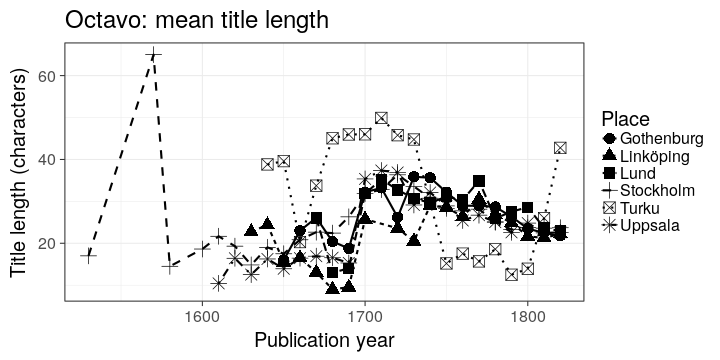 Octavo: mean title length
Title length (characters)
60
40
20
1600
1700
1800
Publication year
Place
Gothenburg
Linköping
Lund
Stockholm
Turku
Uppsala